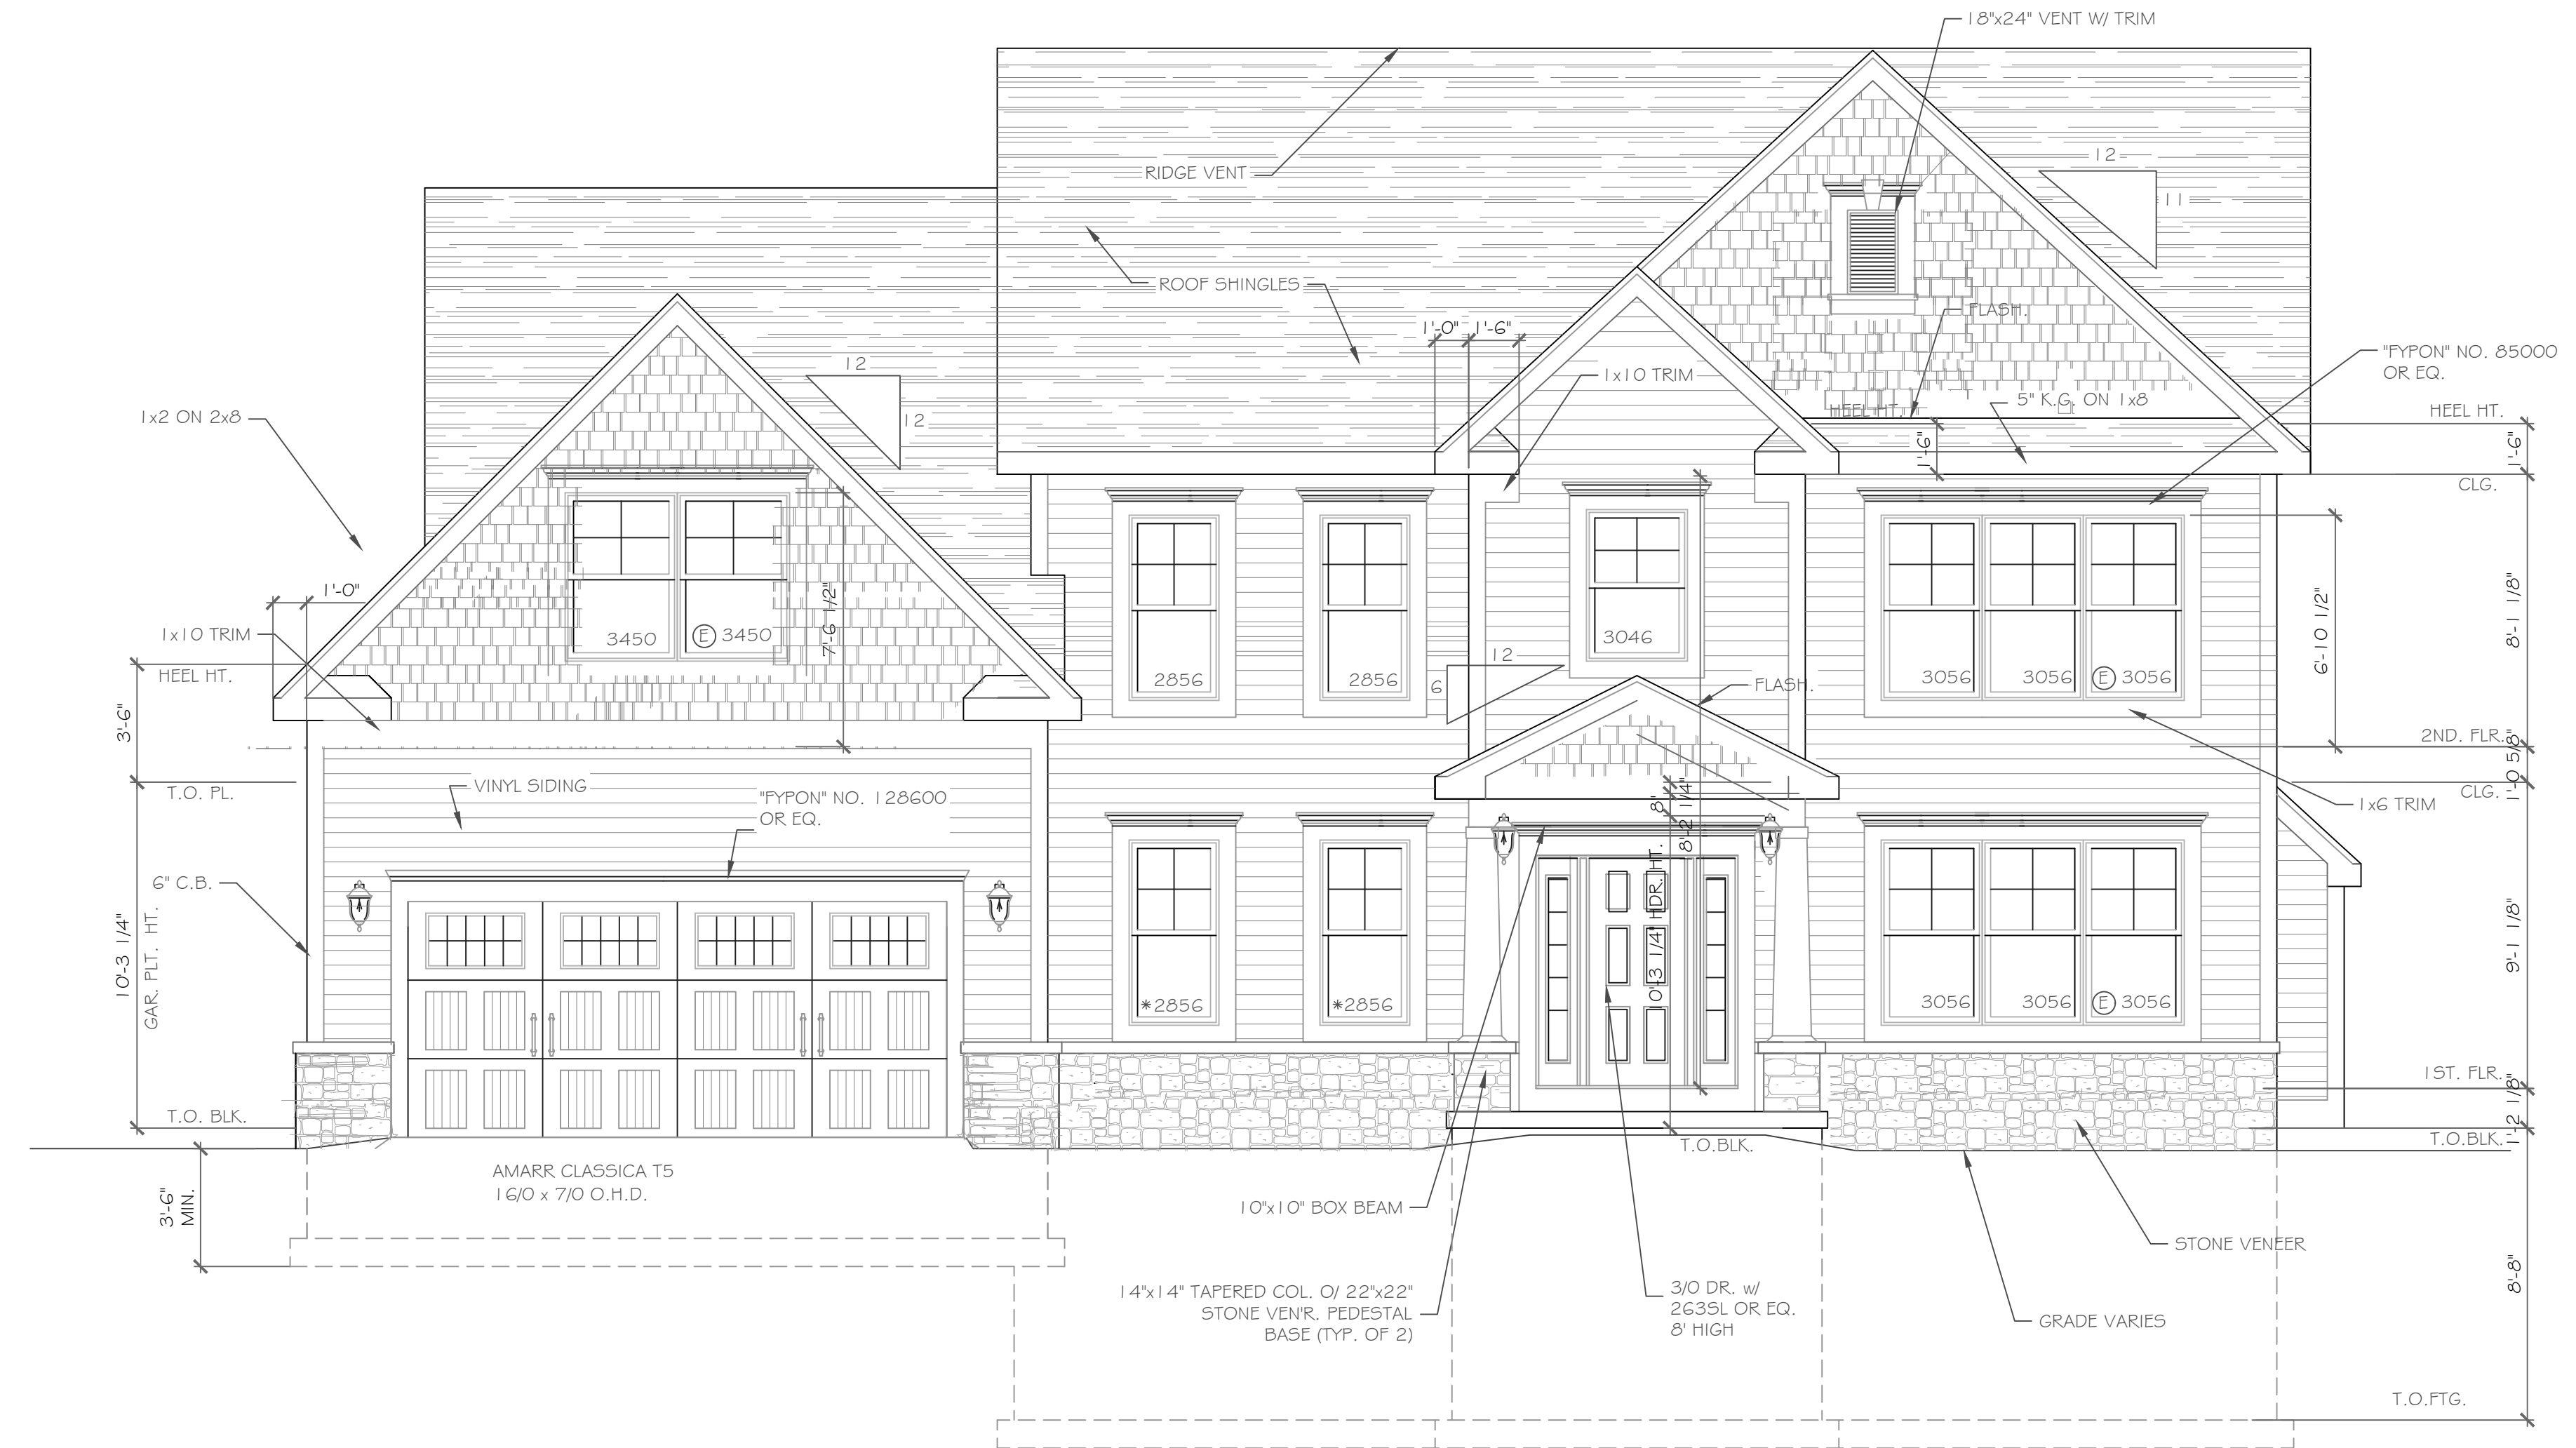 18"x24" VENT W/ TRIM
12
11
RIDGE VENT
ROOF SHINGLES
FLASH.
1'-0"
1'-6"
"FYPON" NO. 85000
OR EQ.
12
12
1x10 TRIM
5" K.G. ON 1x8
HEEL HT.
HEEL HT.
1x2 ON 2x8
1'-6"
1'-6"
CLG.
1'-0"
7'-6 1/2"
6'-10 1/2"
8'-1 1/8"
1x10 TRIM
3450
E 3450
3046
12
6
HEEL HT.
2856
2856
3056
3056
E 3056
FLASH.
3'-6"
2ND. FLR.
1'-0 5/8"
T.O. PL.
VINYL SIDING
"FYPON" NO. 128600
OR EQ.
8"
8'-2 1/4"
CLG.
1x6 TRIM
6" C.B.
10'-3 1/4"
GAR. PLT. HT.
10'-3 1/4" HDR. HT.
9'-1 1/8"
*2856
*2856
3056
3056
E 3056
1ST. FLR.
1'-2 1/8"
T.O. BLK.
T.O.BLK.
T.O.BLK.
3'-6"
MIN.
AMARR CLASSICA T5
16/0 x 7/0 O.H.D.
10"x10" BOX BEAM
STONE VENEER
14"x14" TAPERED COL. O/ 22"x22"
STONE VEN'R. PEDESTAL
BASE (TYP. OF 2)
3/0 DR. w/
263SL OR EQ.
8' HIGH
GRADE VARIES
8'-8"
T.O.FTG.